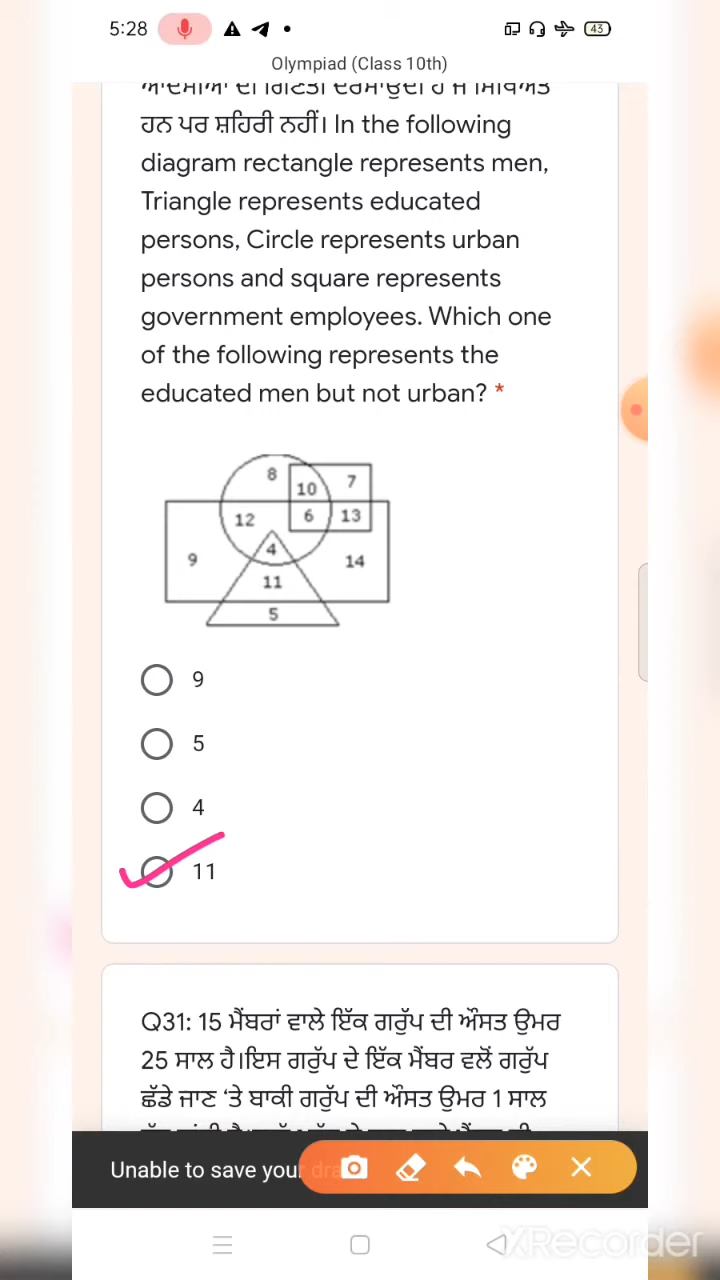 5:28
43
Olympiad (Class 10th)
ਹਨ ਪਰ ਸ਼ਹਿਰੀ ਨਹੀਂ। In the following
diagram rectangle represents men,
Triangle represents educated
persons, Circle represents urban
persons and square represents
government employees. Which one
of the following represents the
educated men but not urban? *
8
10
7
12
6
13
9
4
14
11
5
9
5
4
11
Q31: 15 ਮੈਂਬਰਾਂ ਵਾਲੇ ਇੱਕ ਗਰੁੱਪ ਦੀ ਔਸਤ ਉਮਰ
25 ਸਾਲ ਹੈ।ਇਸ ਗਰੁੱਪ ਦੇ ਇੱਕ ਮੈਂਬਰ ਵਲੋਂ ਗਰੁੱਪ
ਛੱਡੇ ਜਾਣ ‘ਤੇ ਬਾਕੀ ਗਰੁੱਪ ਦੀ ਔਸਤ ਉਮਰ 1 ਸਾਲ
Unable to save your
XRecorder